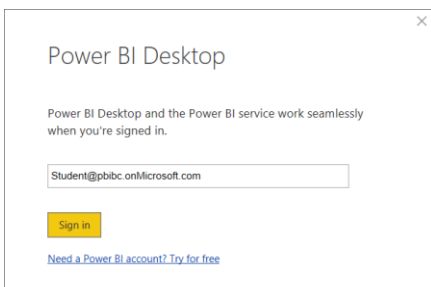 Power BI Desktop
Power BI Desktop and the Power BI service work seamlessly
when you're signed in.
Student@pbibc.onMicrosoft.com
Sign in
Need a Power BI account? Try for free